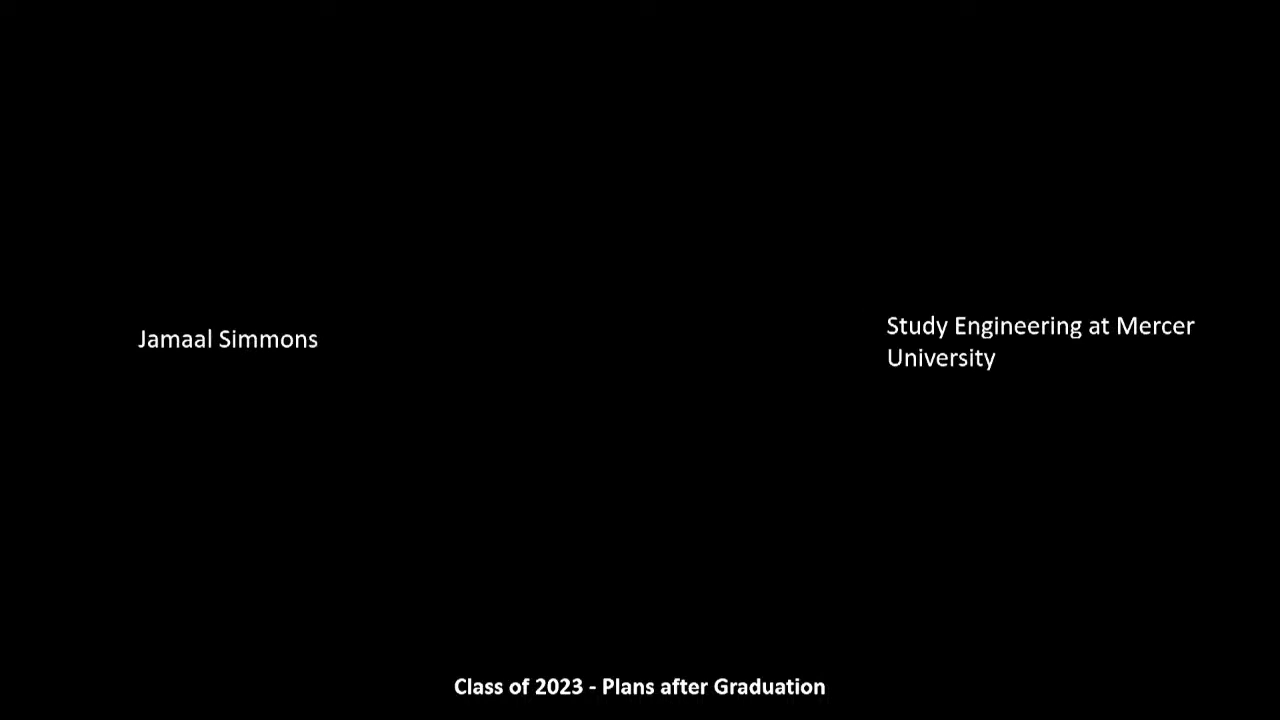 Jamaal Simmons
Study Engineering at Mercer
University
Class of 2023 - Plans after Graduation